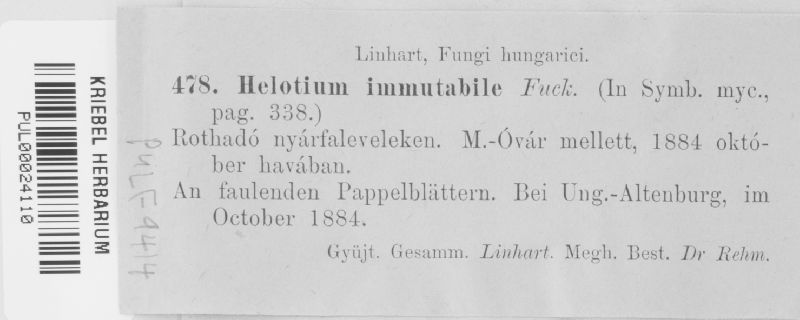 Linhart, Fungi hungarici.
478. Helotium immutabile Fuck. (In Symb. myc.,
pag. 338.)
Rothadó nyárfaleveleken. M.-Óvár mellett, 1884 októ-
ber havában.
An faulenden Pappelblättern. Bei Ung.-Altenburg, im
October 1884.
Gyüjt. Gesamm. Linhart. Megh. Best. Dr Rehm.
KRIEBEL HERBARIUM
PUL00024110
PULF-9414